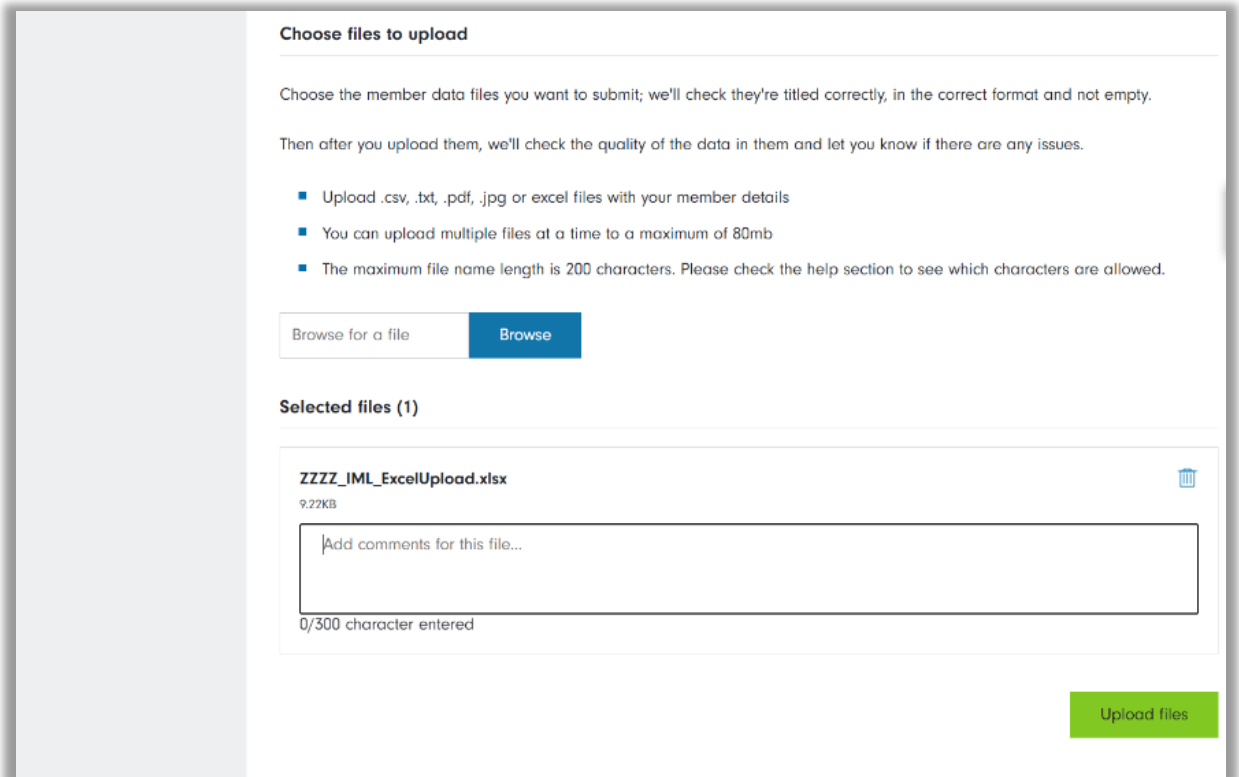 Choose files to upload
Choose the member data files you want to submit; we'll check they're titled correctly, in the correct format and not empty.
Then after you upload them, we'll check the quality of the data in them and let you know if there are any issues.
Upload .csv, .txt, .pdf, .jpg or excel files with your member details
You can upload multiple files at a time to a maximum of 80mb
The maximum file name length is 200 characters. Please check the help section to see which characters are allowed.
Browse for a file
Browse
Selected files (1)
ZZZZ_IML_ExcelUpload.xlsx
9.22KB
Add comments for this file...
0/300 character entered
Upload files